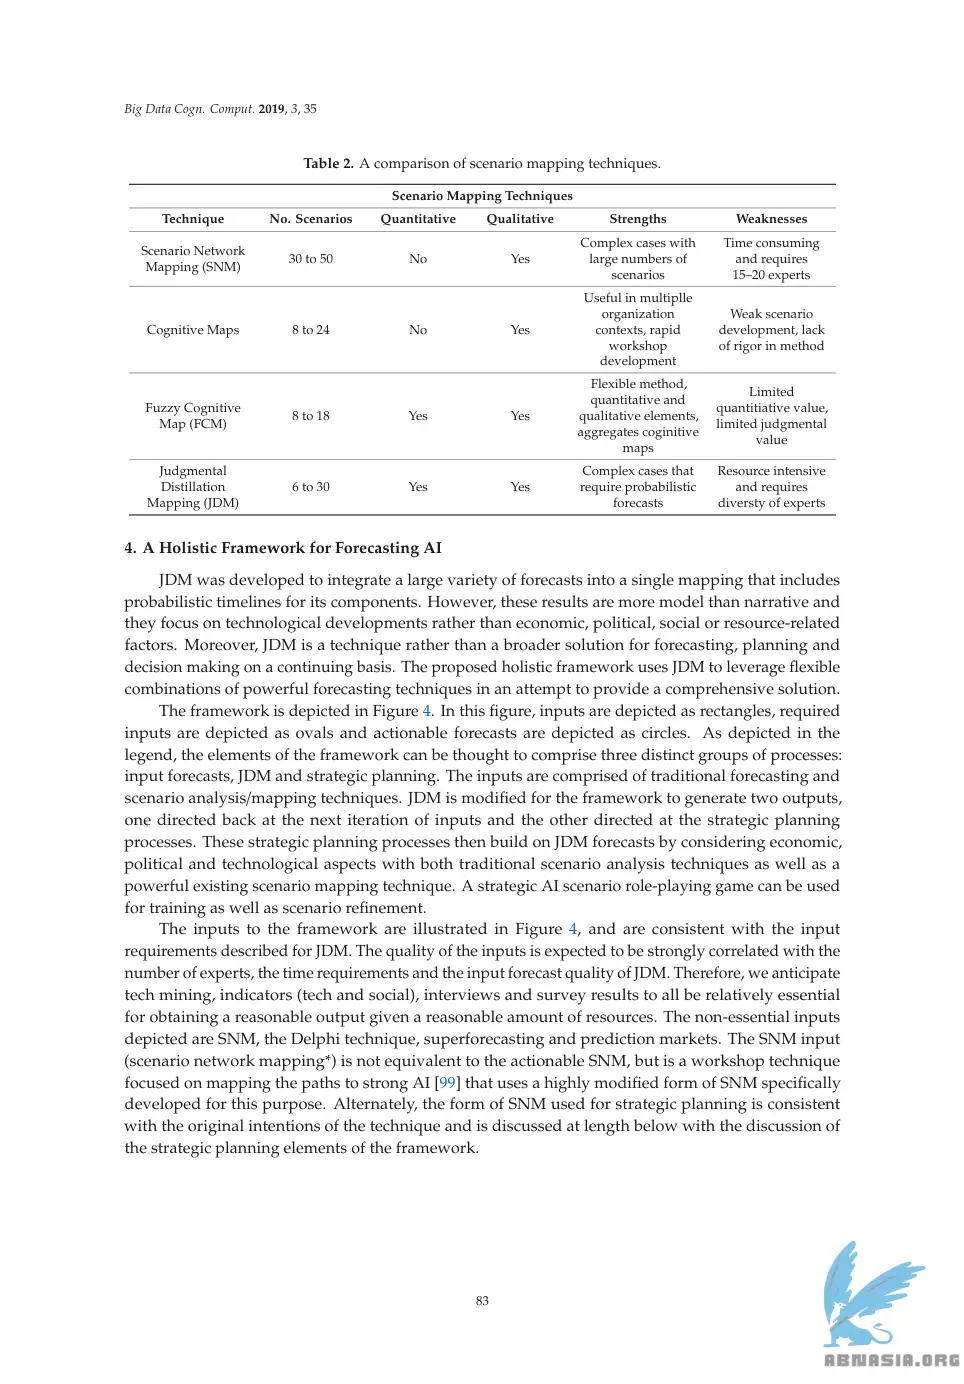 Big Data Cogn. Comput. 2019, 3, 35
Table 2. A comparison of scenario mapping techniques.
Scenario Mapping Techniques
Technique No. Scenarios Quantitative Qualitative Strengths Weaknesses
Scenario Network
Mapping (SNM)
30 to 50
No
Yes
Complex cases with
large numbers of
scenarios
Time consuming
and requires
15–20 experts
Cognitive Maps
8 to 24
No
Yes
Useful in multiplle
organization
contexts, rapid
workshop
development
Weak scenario
development, lack
of rigor in method
Fuzzy Cognitive
Map (FCM)
8 to 18
Yes
Yes
Flexible method,
quantitative and
qualitative elements,
aggregates coginitive
maps
Limited
quantitiative value,
limited judgmental
value
Judgmental
Distillation
Mapping (JDM)
6 to 30
Yes
Yes
Complex cases that
require probabilistic
forecasts
Resource intensive
and requires
diversty of experts
4. A Holistic Framework for Forecasting AI
JDM was developed to integrate a large variety of forecasts into a single mapping that includes
probabilistic timelines for its components. However, these results are more model than narrative and
they focus on technological developments rather than economic, political, social or resource-related
factors. Moreover, JDM is a technique rather than a broader solution for forecasting, planning and
decision making on a continuing basis. The proposed holistic framework uses JDM to leverage flexible
combinations of powerful forecasting techniques in an attempt to provide a comprehensive solution.
The framework is depicted in Figure 4. In this figure, inputs are depicted as rectangles, required
inputs are depicted as ovals and actionable forecasts are depicted as circles. As depicted in the
legend, the elements of the framework can be thought to comprise three distinct groups of processes:
input forecasts, JDM and strategic planning. The inputs are comprised of traditional forecasting and
scenario analysis/mapping techniques. JDM is modified for the framework to generate two outputs,
one directed back at the next iteration of inputs and the other directed at the strategic planning
processes. These strategic planning processes then build on JDM forecasts by considering economic,
political and technological aspects with both traditional scenario analysis techniques as well as a
powerful existing scenario mapping technique. A strategic AI scenario role-playing game can be used
for training as well as scenario refinement.
The inputs to the framework are illustrated in Figure 4, and are consistent with the input
requirements described for JDM. The quality of the inputs is expected to be strongly correlated with the
number of experts, the time requirements and the input forecast quality of JDM. Therefore, we anticipate
tech mining, indicators (tech and social), interviews and survey results to all be relatively essential
for obtaining a reasonable output given a reasonable amount of resources. The non-essential inputs
depicted are SNM, the Delphi technique, superforecasting and prediction markets. The SNM input
(scenario network mapping*) is not equivalent to the actionable SNM, but is a workshop technique
focused on mapping the paths to strong AI [99] that uses a highly modified form of SNM specifically
developed for this purpose. Alternately, the form of SNM used for strategic planning is consistent
with the original intentions of the technique and is discussed at length below with the discussion of
the strategic planning elements of the framework.
83
ABNASIA.ORG